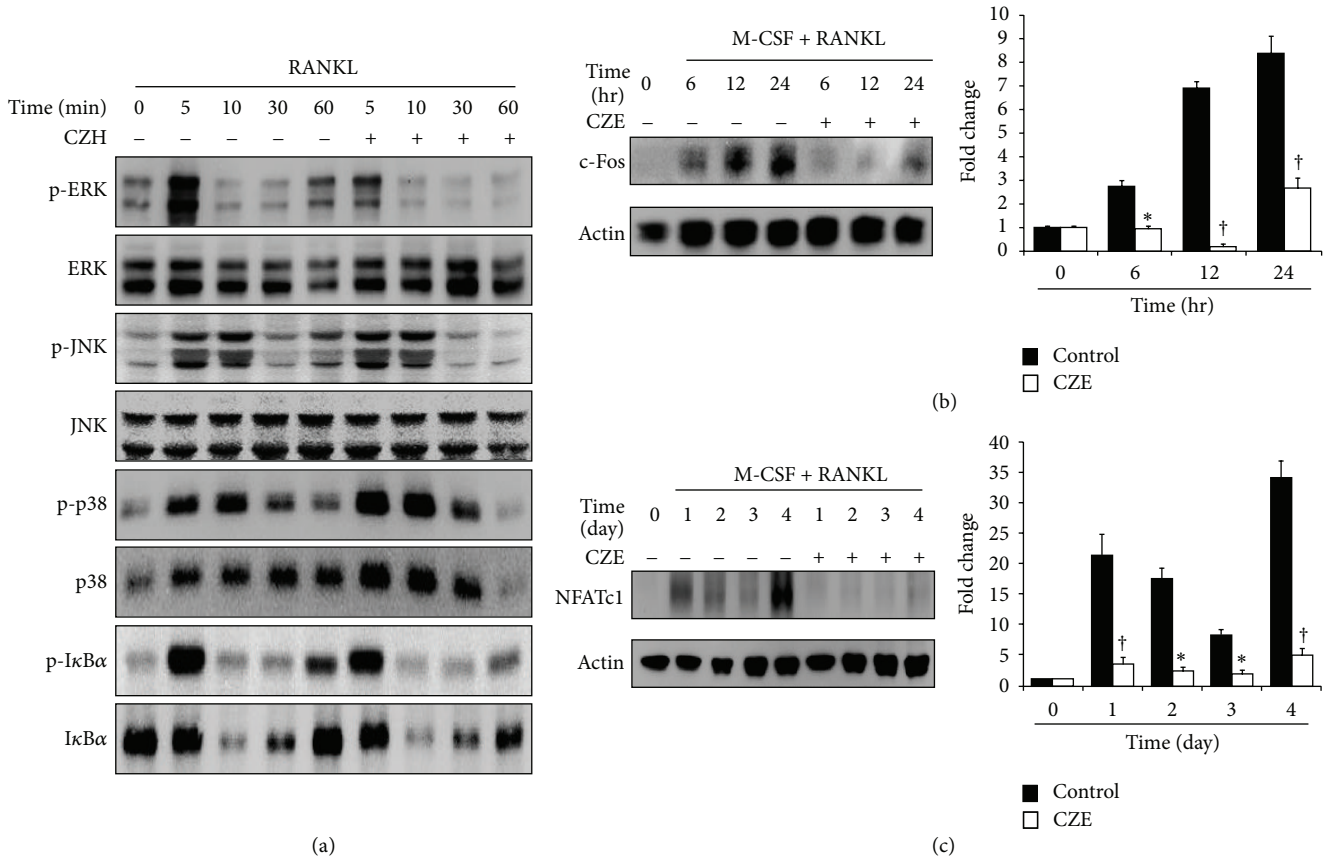 RANKL
Time (min) 0 5 10 30 60 5 10 30 60
CZH − − − − − + + + +
p-ERK
ERK
p-JNK
JNK
p-p38
p38
p-IκBα
IκBα
(a)
M-CSF + RANKL
Time (hr) 0 6 12 24 6 12 24
CZE − − − − + + +
c-Fos
Actin
Fold change
10
9
8
7
6
5
4
3
2
1
0
* † †
0 6 12 24
Time (hr)
Control
CZE
(b)
M-CSF + RANKL
Time (day) 0 1 2 3 4 1 2 3 4
CZE − − − − − + + + +
NFATc1
Actin
Fold change
40
35
30
25
20
15
10
5
0
† * * †
0 1 2 3 4
Time (day)
Control
CZE
(c)